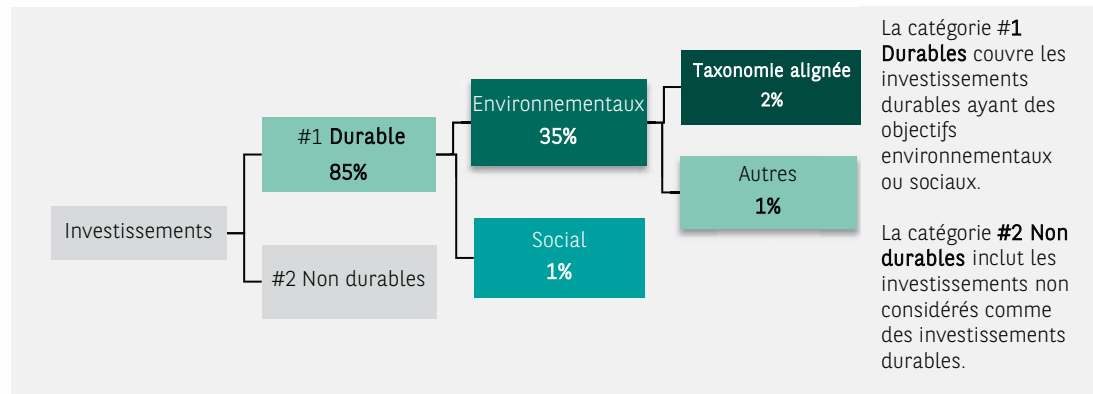 Investissements
#1 Durable
85%
#2 Non durables
Environnementaux
35%
Social
1%
Taxonomie alignée
2%
Autres
1%
La catégorie #1
Durables couvre les
investissements
durables ayant des
objectifs
environnementaux
ou sociaux.
La catégorie #2 Non
durables inclut les
investissements non
considérés comme
des investissements
durables.